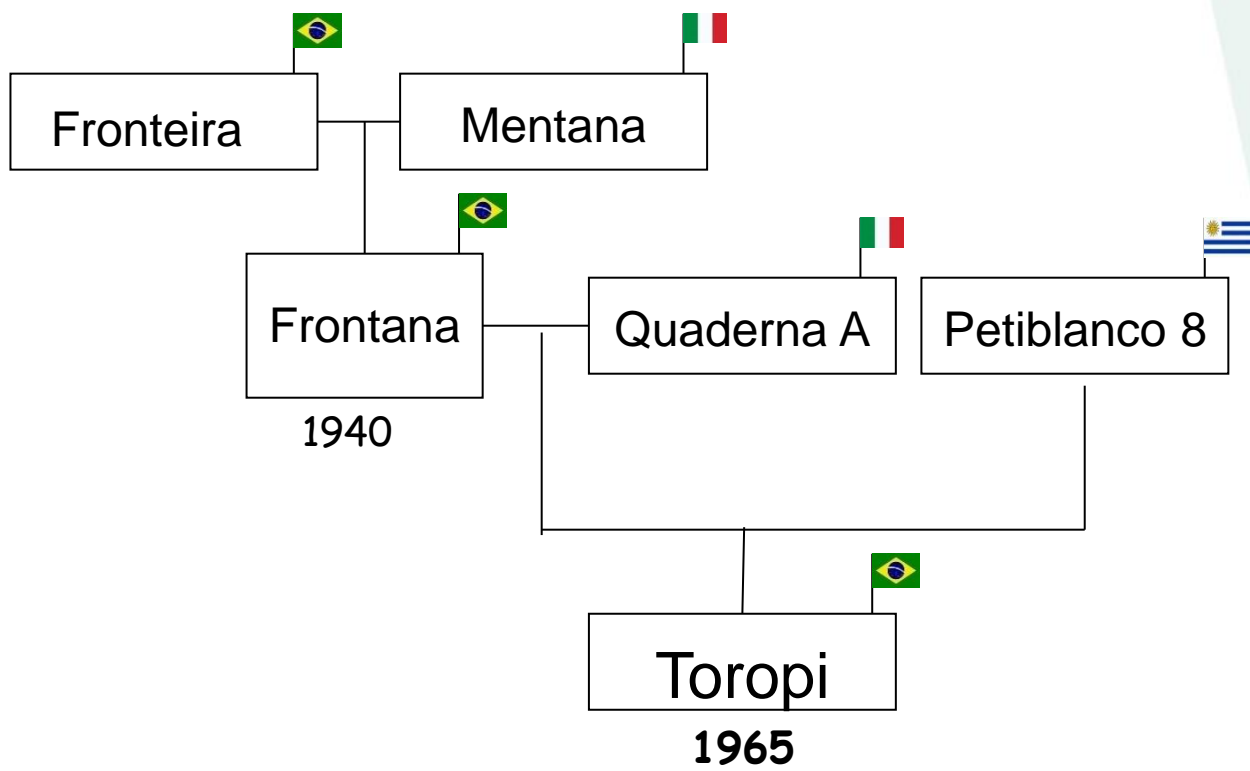 Fronteira
Mentana
Frontana
Quaderna A
Petiblanco 8
1940
Toropi
1965